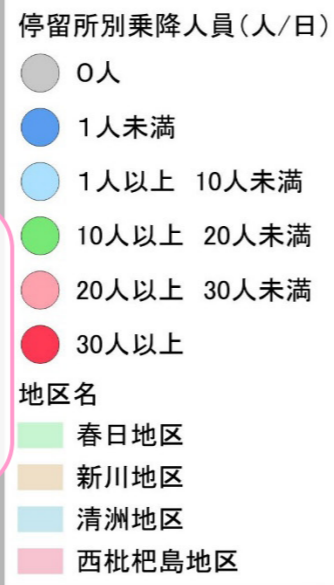 停留所別乗降人員(人/日)
0人
1人未満
1人以上 10人未満
10人以上 20人未満
20人以上 30人未満
30人以上
地区名
春日地区
新川地区
清洲地区
西枇杷島地区